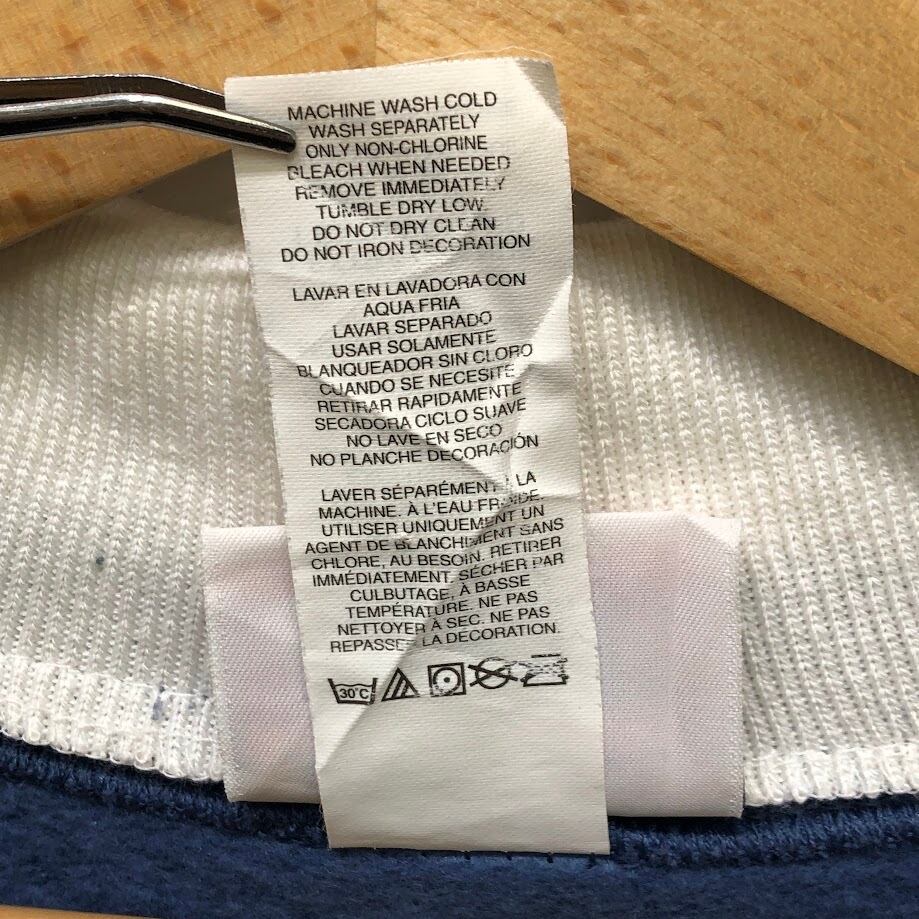 MACHINE WASH COLD
WASH SEPARATELY
ONLY NON-CHLORINE
BLEACH WHEN NEEDED
REMOVE IMMEDIATELY
TUMBLE DRY LOW
DO NOT DRY CLEAN
DO NOT IRON DECORATION
LAVAR EN LAVADORA CON
AQUA FRIA
LAVAR SEPARADO
USAR SOLAMENTE
BLANQUEADOR SIN CLORO
CUANDO SE NECESITE
RETIRAR RAPIDAMENTE
SECADORA CICLO SUAVE
NO LAVE EN SECO
NO PLANCHE DECORACIÓN
LAVER SÉPARÉMENT À LA
MACHINE. À L'EAU FROIDE.
UTILISER UNIQUEMENT UN
AGENT DE BLANCHIMENT SANS
CHLORE, AU BESOIN. RETIRER
IMMÉDIATEMENT, SÉCHER PAR
CULBUTAGE, À BASSE
TEMPÉRATURE. NE PAS
NETTOYER À SEC. NE PAS
REPASSER LA DÉCORATION.
30°C